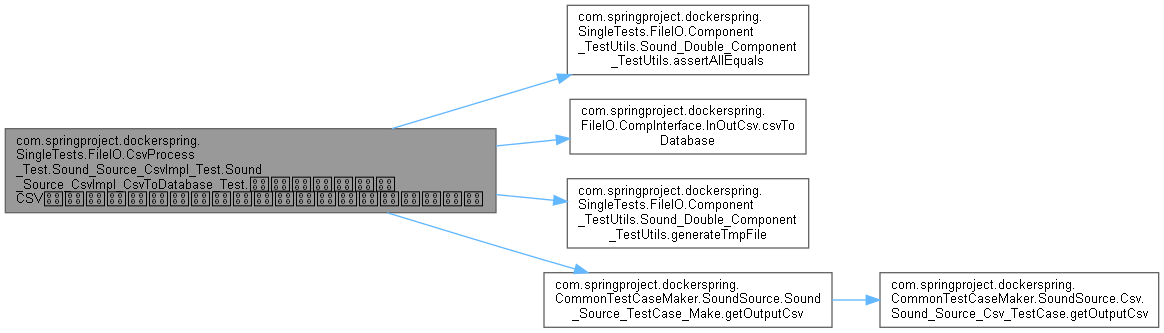 com.springproject.dockerspring.
SingleTests.FileIO.Component
_TestUtils.Sound_Double_Component
_TestUtils.assertAllEquals
com.springproject.dockerspring.
FileIO.CompInterface.InOutCsv.csvTo
Database
com.springproject.dockerspring.
SingleTests.FileIO.CsvProcess
_Test.Sound_Source_CsvImpl_Test.Sound
_Source_CsvImpl_CsvToDatabase_Test.
CSV
com.springproject.dockerspring.
SingleTests.FileIO.Component
_TestUtils.Sound_Double_Component
_TestUtils.generateTmpFile
com.springproject.dockerspring.
CommonTestCaseMaker.SoundSource.Sound
_Source_TestCase_Make.getOutputCsv
com.springproject.dockerspring.
CommonTestCaseMaker.SoundSource.Csv.
Sound_Source_Csv_TestCase.getOutputCsv